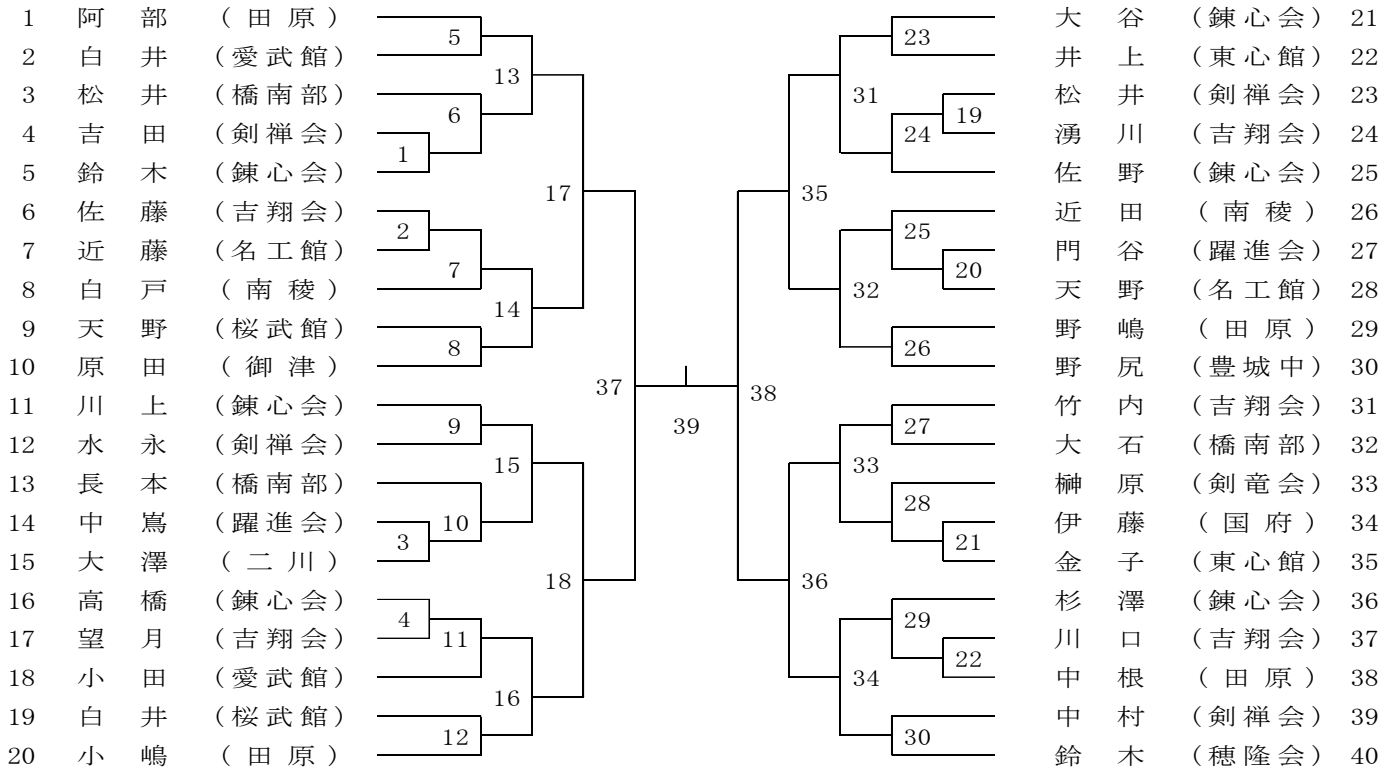 1 阿部 (田原) 大谷 (錬心会) 21
5 23
2 白井 (愛武館) 井上 (東心館) 22
13
3 松井 (橋南部) 31 松井 (剣禅会) 23
6 19
4 吉田 (剣禅会) 24 湧川 (吉翔会) 24
1
5 鈴木 (錬心会) 佐野 (錬心会) 25
17 35
6 佐藤 (吉翔会) 近田 (南稜) 26
2 25
7 近藤 (名工館) 門谷 (躍進会) 27
7 20
8 白戸 (南稜) 32 天野 (名工館) 28
14
9 天野 (桜武館) 野嶋 (田原) 29
8 26
10 原田 (御津) 野尻 (豊城中) 30
37 38
11 川上 (錬心会) 竹内 (吉翔会) 31
9 39 27
12 水永 (剣禅会) 大石 (橋南部) 32
15 33
13 長本 (橋南部) 榊原 (剣竜会) 33
10 28
14 中嶌 (躍進会) 伊藤 (国府) 34
3 21
15 大澤 (二川) 金子 (東心館) 35
18 36
16 高橋 (錬心会) 杉澤 (錬心会) 36
4 11 29
17 望月 (吉翔会) 川口 (吉翔会) 37
22
18 小田 (愛武館) 34 中根 (田原) 38
16
19 白井 (桜武館) 中村 (剣禅会) 39
12 30
20 小嶋 (田原) 鈴木 (穂隆会) 40